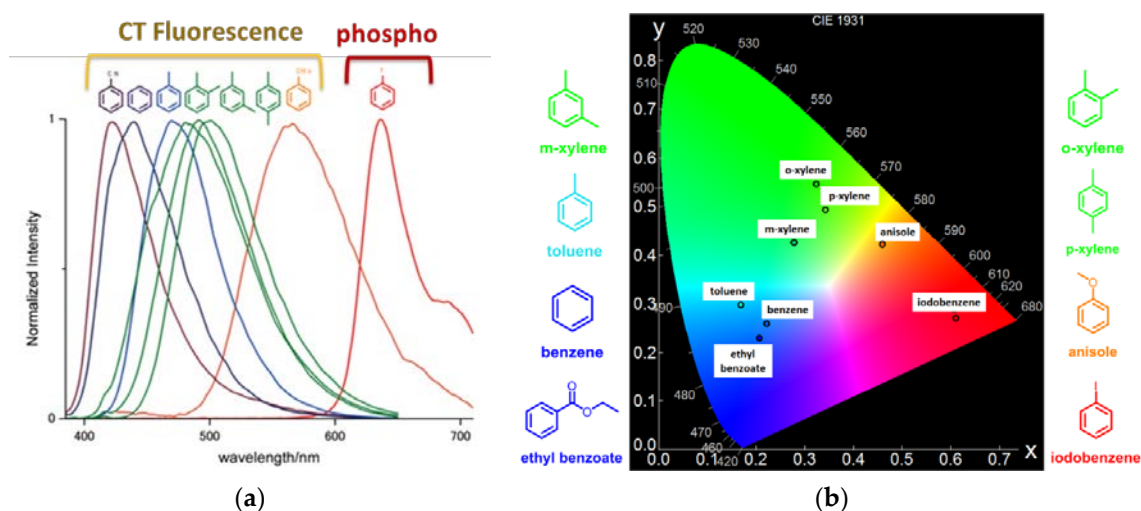 CT Fluorescence
phospho
CN
Normalized Intensity
1
0
400
500
600
700
wavelength/nm
(a)
m-xylene
toluene
benzene
ethyl benzoate
CIE 1931
y
0.8
0.7
0.6
0.5
0.4
0.3
0.2
0.1
0.0
0.0
0.1
0.2
0.3
0.4
0.5
0.6
0.7
x
520
530
540
550
560
570
580
590
600
610
620
680
510
500
480
470
460
420
o-xylene
p-xylene
m-xylene
anisole
toluene
benzene
iodobenzene
ethyl
benzoate
O
O
O
I
o-xylene
p-xylene
anisole
iodobenzene
(b)